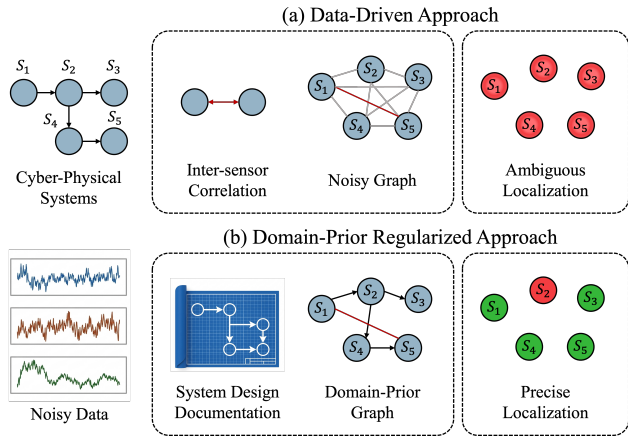 (a) Data-Driven Approach
S₁ S₂ S₃
S₄ S₅
Cyber-Physical
Systems
Inter-sensor
Correlation
S₁ S₂ S₃
S₄ S₅
Noisy Graph
S₁ S₂ S₃
S₄ S₅
Ambiguous
Localization
(b) Domain-Prior Regularized Approach
Noisy Data
System Design
Documentation
S₁ S₂ S₃
S₄ S₅
Domain-Prior
Graph
S₁ S₂ S₃
S₄ S₅
Precise
Localization